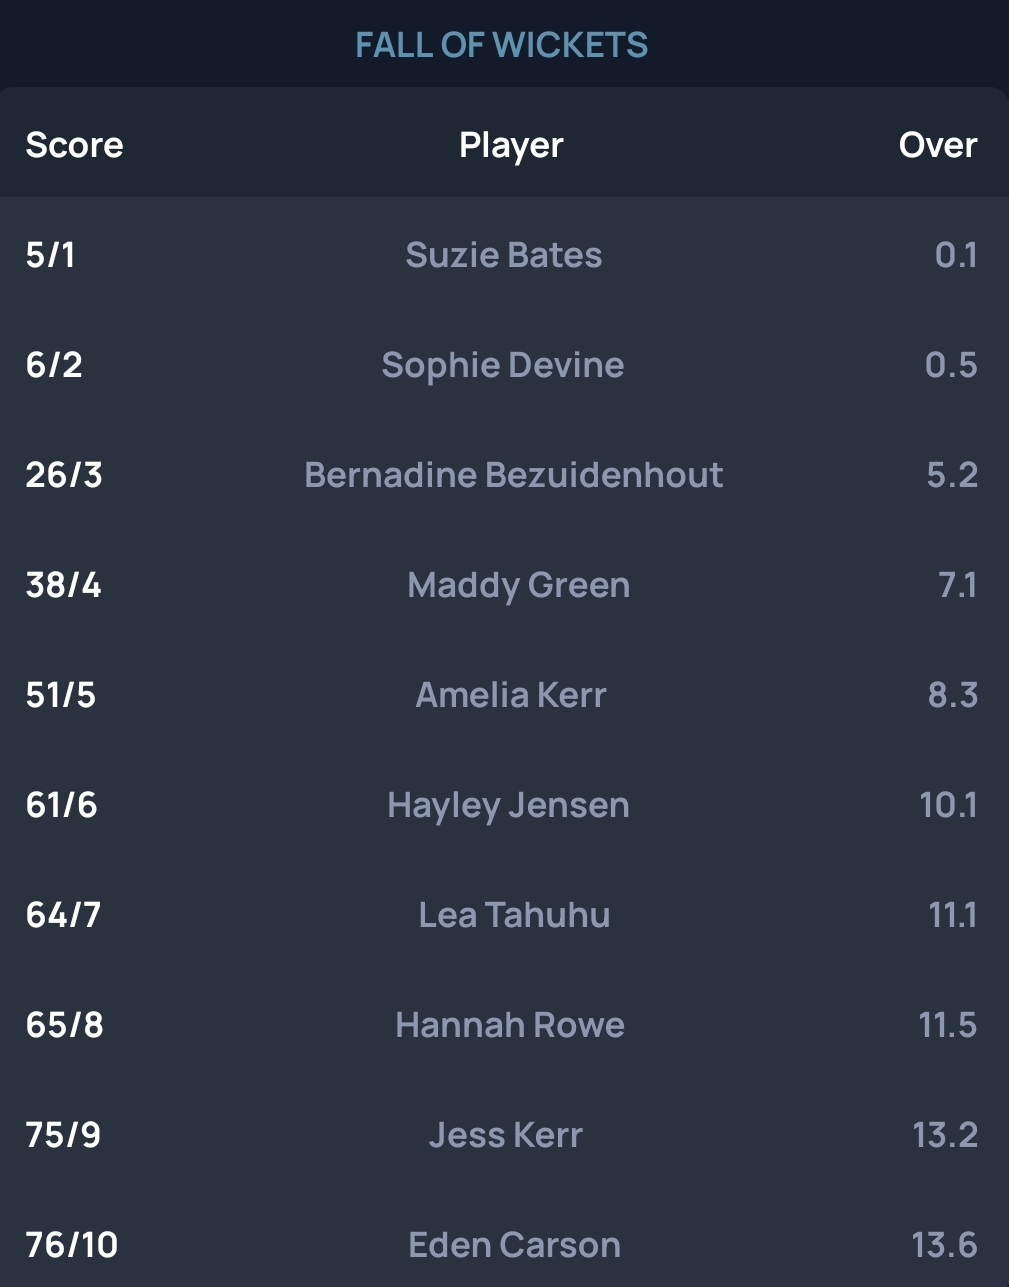 FALL OF WICKETS
Score Player Over
5/1 Suzie Bates 0.1
6/2 Sophie Devine 0.5
26/3 Bernadine Bezuidenhout 5.2
38/4 Maddy Green 7.1
51/5 Amelia Kerr 8.3
61/6 Hayley Jensen 10.1
64/7 Lea Tahuhu 11.1
65/8 Hannah Rowe 11.5
75/9 Jess Kerr 13.2
76/10 Eden Carson 13.6